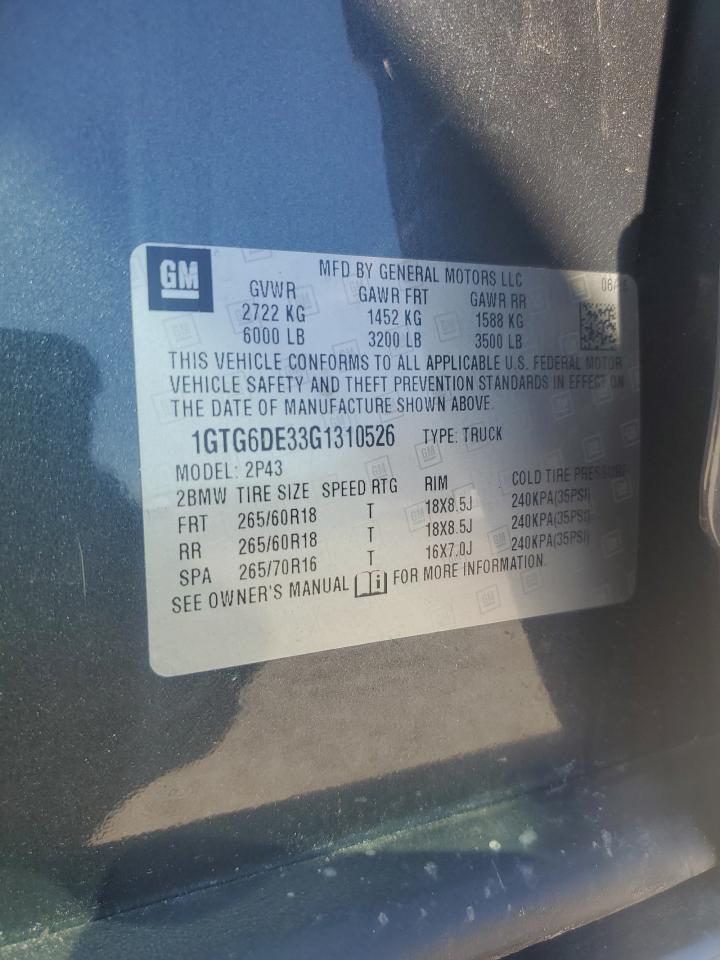 GM
MFD BY GENERAL MOTORS LLC
GVWR GAWR FRT GAWR RR
2722 KG 1452 KG 1588 KG
6000 LB 3200 LB 3500 LB
THIS VEHICLE CONFORMS TO ALL APPLICABLE U.S. FEDERAL MOTOR
VEHICLE SAFETY AND THEFT PREVENTION STANDARDS IN EFFECT ON
THE DATE OF MANUFACTURE SHOWN ABOVE.
1GTG6DE33G1310526 TYPE: TRUCK
MODEL: 2P43
2BMW TIRE SIZE SPEED RTG RIM COLD TIRE PRESSURE
FRT 265/60R18 T 18X8.5J 240KPA(35PSI)
RR 265/60R18 T 18X8.5J 240KPA(35PSI)
SPA 265/70R16 T 16X7.0J 240KPA(35PSI)
SEE OWNER'S MANUAL FOR MORE INFORMATION.